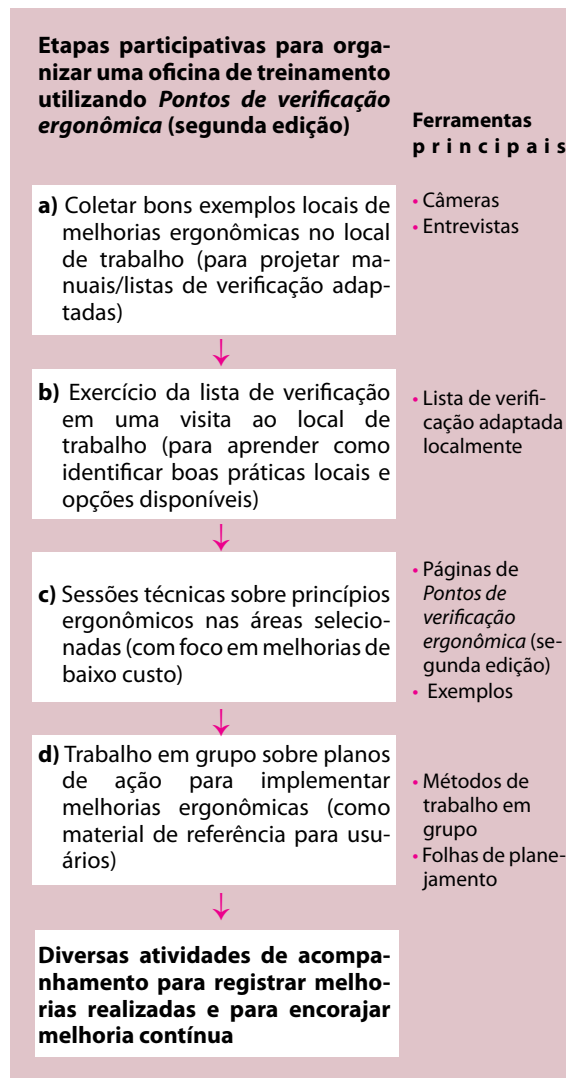 Etapas participativas para orga-
nizar uma oficina de treinamento
utilizando Pontos de verificação
ergonômica (segunda edição)
Ferramentas
principais
a) Coletar bons exemplos locais de
melhorias ergonômicas no local
de trabalho (para projetar ma-
nuais/listas de verificação adap-
tadas)
• Câmeras
• Entrevistas
↓
b) Exercício da lista de verificação
em uma visita ao local de
trabalho (para aprender como
identificar boas práticas locais e
opções disponíveis)
• Lista de verifi-
cação adaptada
localmente
↓
c) Sessões técnicas sobre princípios
ergonômicos nas áreas selecio-
nadas (com foco em melhorias de
baixo custo)
• Páginas de
Pontos de
verificação
ergonômica (se-
gunda edição)
• Exemplos
↓
d) Trabalho em grupo sobre planos
de ação para implementar
melhorias ergonômicas (como
material de referência para usu-
ários)
• Métodos de
trabalho em
grupo
• Folhas de plane-
jamento
↓
Diversas atividades de acompa-
nhamento para registrar melho-
rias realizadas e para encorajar
melhoria contínua